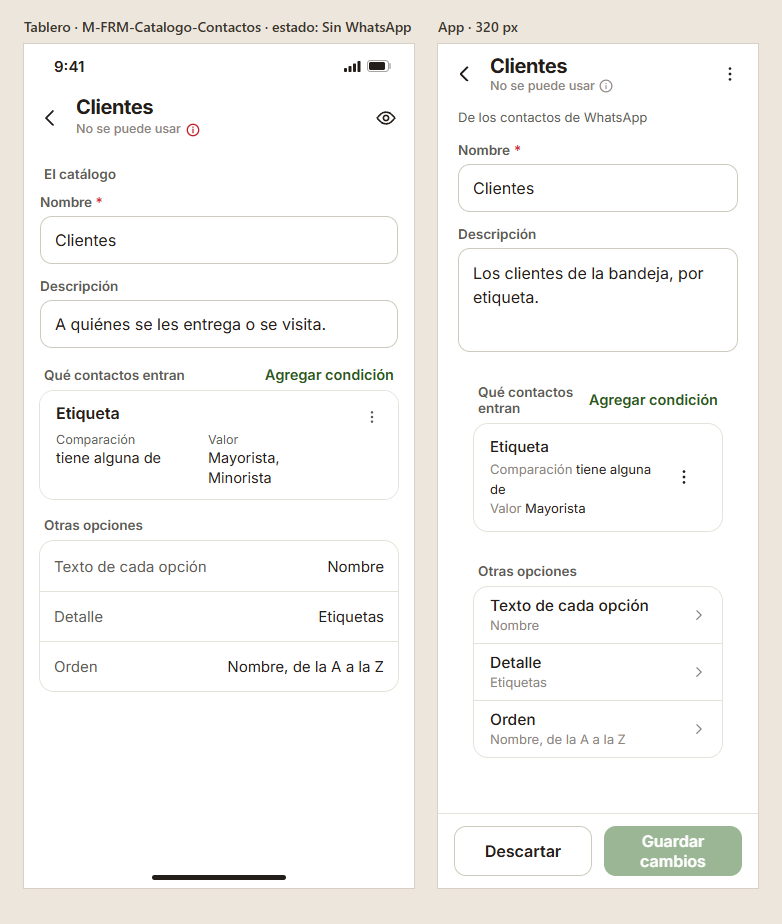 Tablero · M-FRM-Catalogo-Contactos · estado: Sin WhatsApp
9:41
Clientes
No se puede usar
El catálogo
Nombre *
Clientes
Descripción
A quiénes se les entrega o se visita.
Qué contactos entran
Agregar condición
Etiqueta
Comparación
tiene alguna de
Valor
Mayorista,
Minorista
Otras opciones
Texto de cada opción
Nombre
Detalle
Etiquetas
Orden
Nombre, de la A a la Z
App · 320 px
Clientes
No se puede usar
De los contactos de WhatsApp
Nombre *
Clientes
Descripción
Los clientes de la bandeja, por
etiqueta.
Qué contactos
entran
Agregar condición
Etiqueta
Comparación tiene alguna
de
Valor Mayorista
Otras opciones
Texto de cada opción
Nombre
Detalle
Etiquetas
Orden
Nombre, de la A a la Z
Descartar
Guardar
cambios